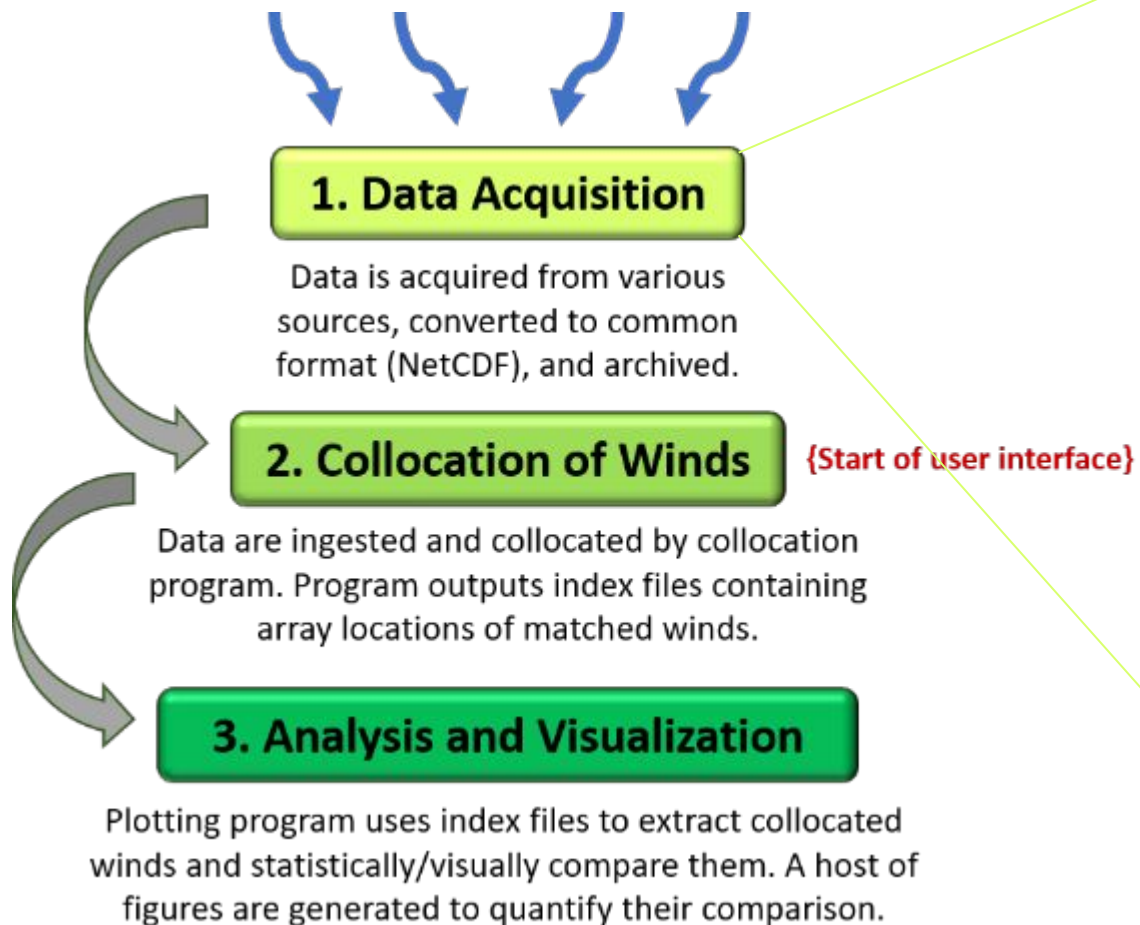 1. Data Acquisition
Data is acquired from various
sources, converted to common
format (NetCDF), and archived.
2. Collocation of Winds
{Start of user interface}
Data are ingested and collocated by collocation
program. Program outputs index files containing
array locations of matched winds.
3. Analysis and Visualization
Plotting program uses index files to extract collocated
winds and statistically/visually compare them. A host of
figures are generated to quantify their comparison.